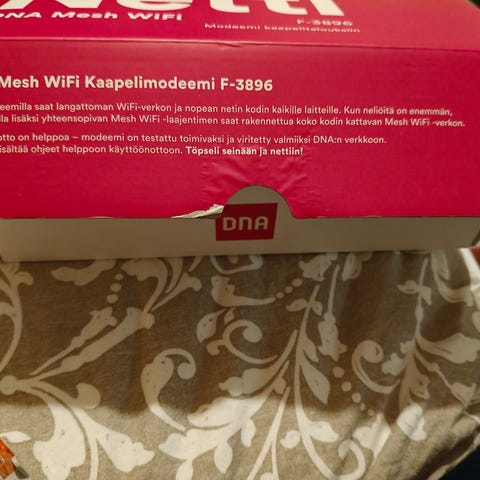 Netti
DNA Mesh WiFi
F-3896
Modeemi kaapelitalouksiin
Mesh WiFi Kaapelimodeemi F-3896
eemilla saat langattoman WiFi-verkon ja nopean netin kodin kaikille laitteille. Kun neliöitä on enemmän,
lla lisäksi yhteensopivan Mesh WiFi -laajentimen saat rakennettua koko kodin kattavan Mesh WiFi -verkon.
otto on helppoa – modeemi on testattu toimivaksi ja viritetty valmiiksi DNA:n verkkoon.
isältää ohjeet helppoon käyttöönottoon. Töpseli seinään ja nettiin!
DNA